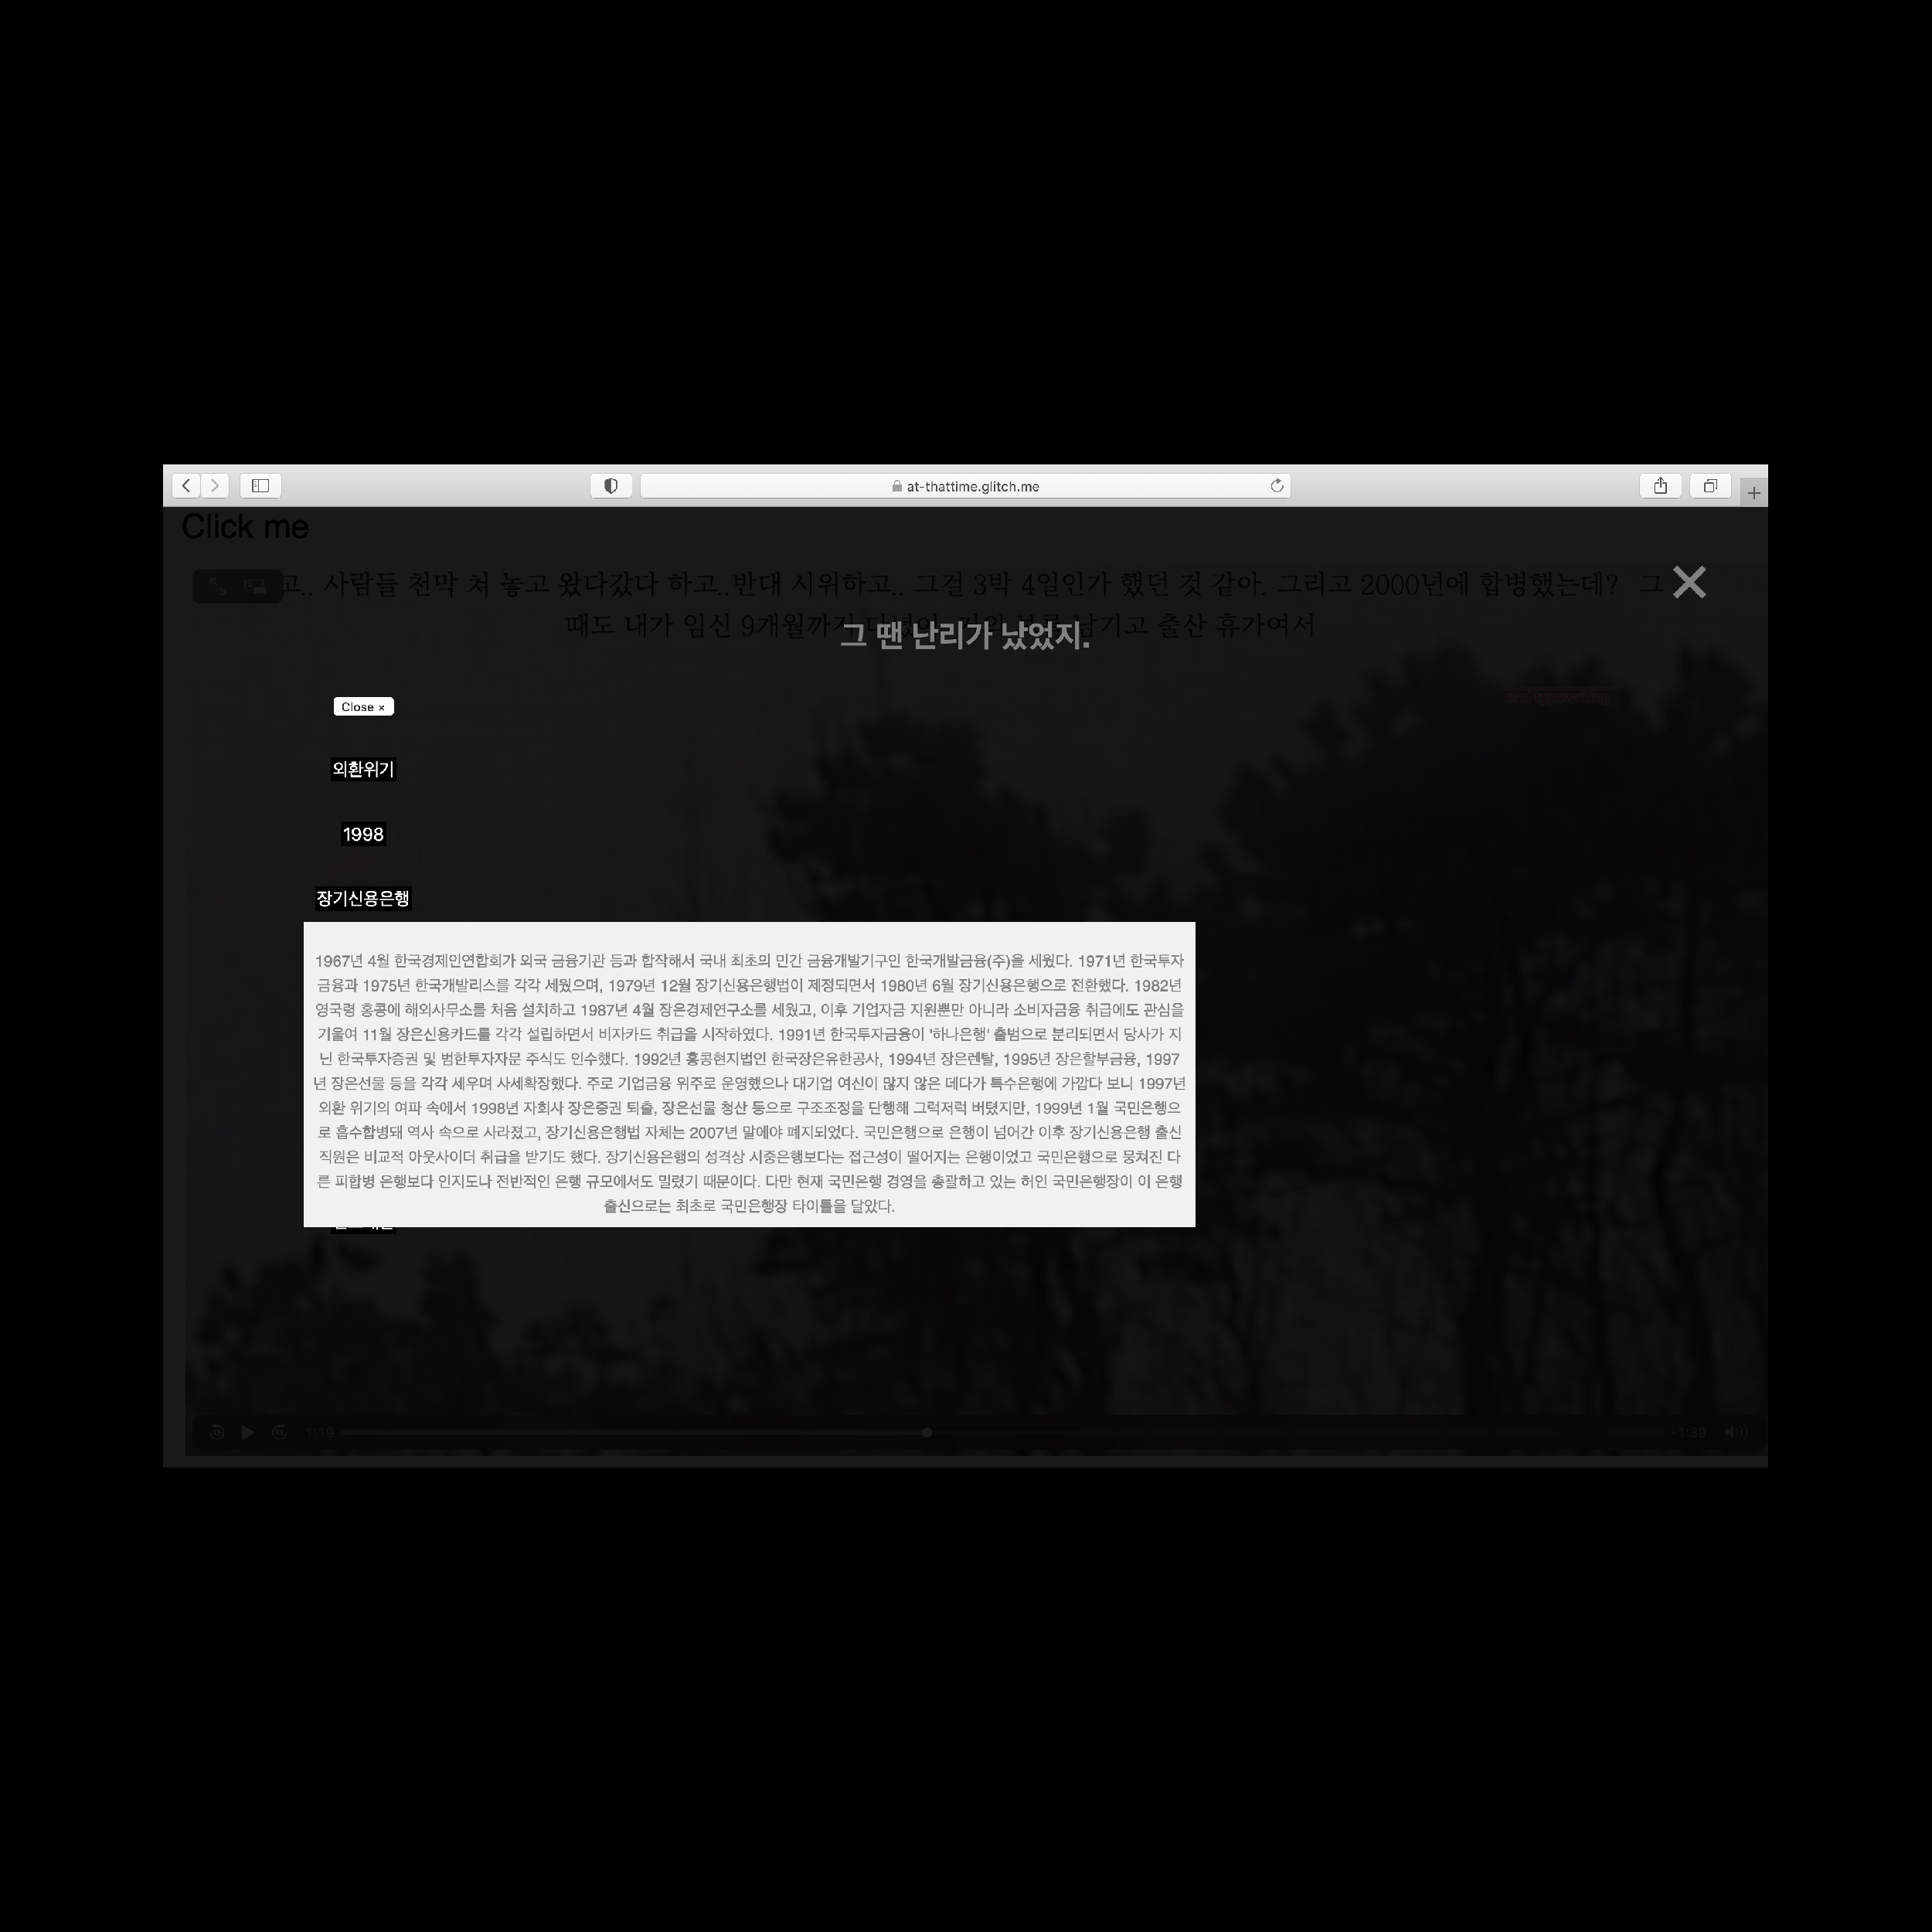 at-thattime.glitch.me
Click me
고.. 사람들 천막 쳐 놓고 왔다갔다 하고..반대 시위하고.. 그걸 3박 4일인가 했던 것 같아. 그리고 2000년에 합병했는데? 그
때도 내가 임신 9개월까지 남기고 출산 휴가여서
그 땐 난리가 났었지.
Close ×
외환위기
1998
장기신용은행
1967년 4월 한국경제인연합회가 외국 금융기관 등과 합작해서 국내 최초의 민간 금융개발기구인 한국개발금융(주)을 세웠다. 1971년 한국투자
금융과 1975년 한국개발리스를 각각 세웠으며, 1979년 12월 장기신용은행법이 제정되면서 1980년 6월 장기신용은행으로 전환했다. 1982년
영국령 홍콩에 해외사무소를 처음 설치하고 1987년 4월 장은경제연구소를 세웠고, 이후 기업자금 지원뿐만 아니라 소비자금융 취급에도 관심을
기울여 11월 장은신용카드를 각각 설립하면서 비자카드 취급을 시작하였다. 1991년 한국투자금융이 '하나은행' 출범으로 분리되면서 당사가 지
닌 한국투자증권 및 범한투자자문 주식도 인수했다. 1992년 홍콩현지법인 한국장은유한공사, 1994년 장은렌탈, 1995년 장은할부금융, 1997
년 장은선물 등을 각각 세우며 사세확장했다. 주로 기업금융 위주로 운영했으나 대기업 여신이 많지 않은 데다가 특수은행에 가깝다 보니 1997년
외환 위기의 여파 속에서 1998년 자회사 장은증권 퇴출, 장은선물 청산 등으로 구조조정을 단행해 그럭저럭 버텼지만, 1999년 1월 국민은행으
로 흡수합병돼 역사 속으로 사라졌고, 장기신용은행법 자체는 2007년 말에야 폐지되었다. 국민은행으로 은행이 넘어간 이후 장기신용은행 출신
직원은 비교적 아웃사이더 취급을 받기도 했다. 장기신용은행의 성격상 시중은행보다는 접근성이 떨어지는 은행이었고 국민은행으로 뭉쳐진 다
른 피합병 은행보다 인지도나 전반적인 은행 규모에서도 밀렸기 때문이다. 다만 현재 국민은행 경영을 총괄하고 있는 허인 국민은행장이 이 은행
출신으로는 최초로 국민은행장 타이틀을 달았다.
1:19
-1:39